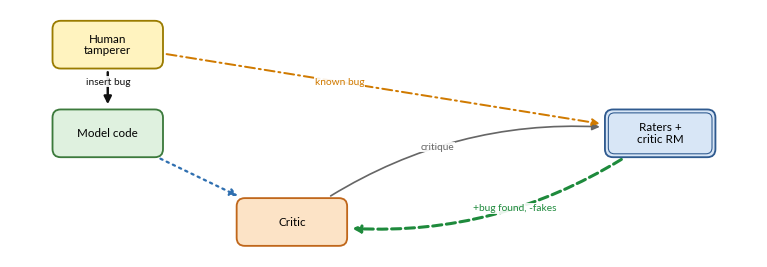 Human
tamperer
insert bug
known bug
Model code
Raters +
critic RM
critique
Critic
+bug found, -fakes